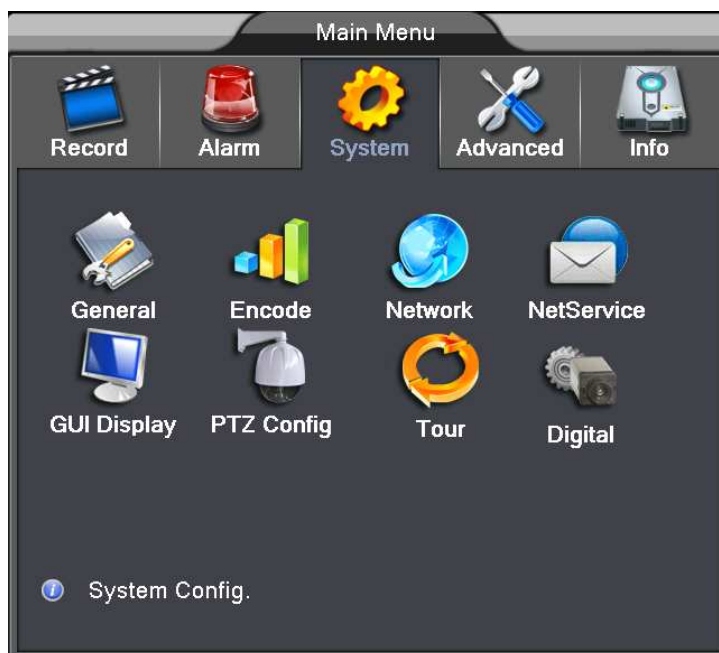 Main Menu
Record Alarm System Advanced Info
General Encode Network NetService
GUI Display PTZ Config Tour Digital
System Config.